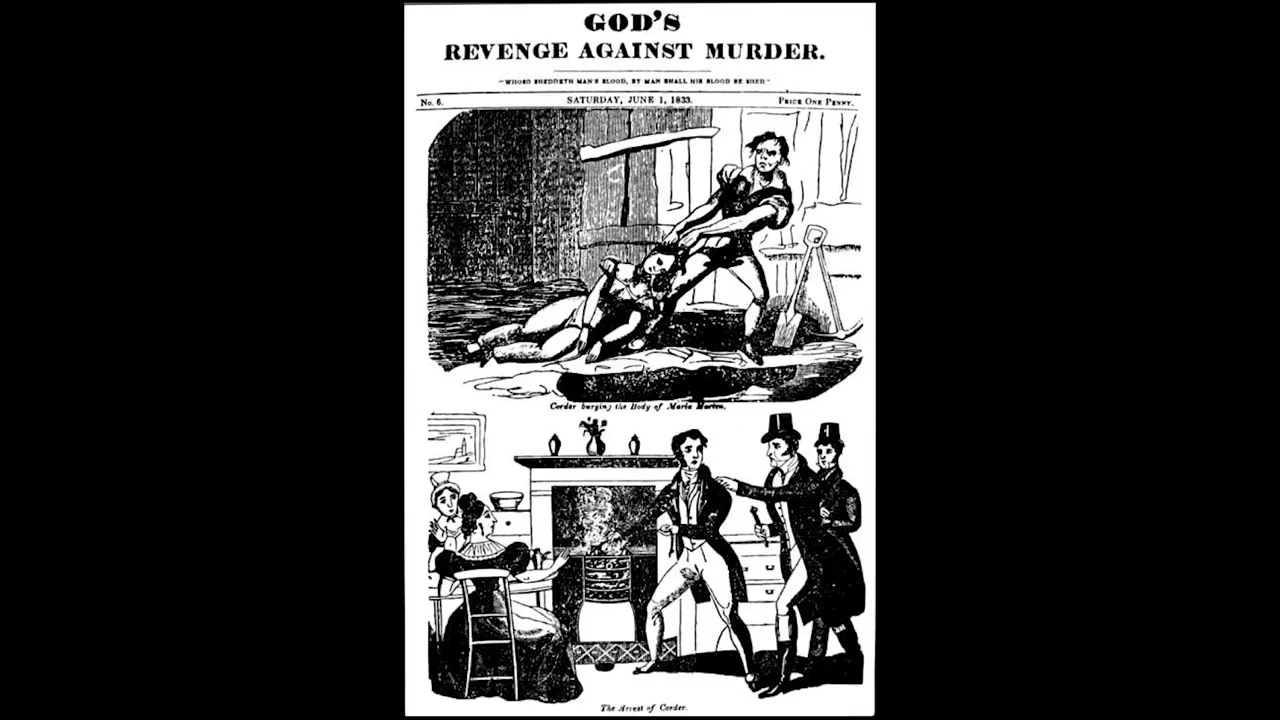 GOD'S
REVENGE AGAINST MURDER.
"WHOSO SHEDDETH MAN'S BLOOD, BY MAN SHALL HIS BLOOD BE SHED"
No. 6. SATURDAY, JUNE 1, 1833. PRICE ONE PENNY.
Corder burying the Body of Maria Marten.
The Arrest of Corder.